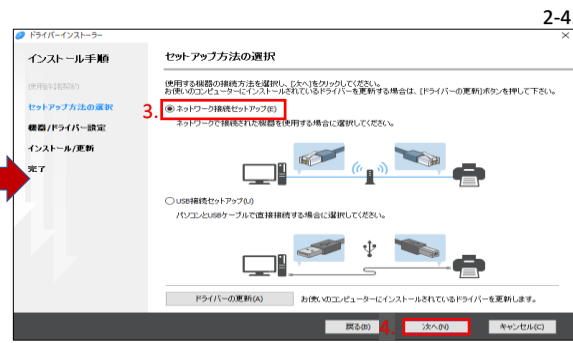 2-4
ドライバーインストーラー
インストール手順
(使用許諾契約)
セットアップ方法の選択
機器/ドライバー設定
インストール/更新
完了
セットアップ方法の選択
使用する機器の接続方法を選択し、[次へ]をクリックしてください。
お使いのコンピューターにインストールされているドライバーを更新する場合は、[ドライバーの更新]ボタンを押して下さい。
3.
ネットワーク接続セットアップ(E)
ネットワークで接続された機器を使用する場合に選択してください。
USB接続セットアップ(U)
パソコンとUSBケーブルで直接接続する場合に選択してください。
ドライバーの更新(A)
お使いのコンピューターにインストールされているドライバーを更新します。
戻る(B)
4.
次へ(N)
キャンセル(C)